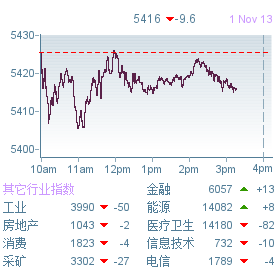 5416 ▼-9.6 1 Nov 13
5430
5420
5410
5400
10am 11am 12pm 1pm 2pm 3pm 4pm
其它行业指数 金融 6057 ▲ +13
工业 3990 ▼ -50 能源 14082 ▲ +8
房地产 1043 ▼ -2 医疗卫生 14180 ▼ -82
消费 1823 ▼ -4 信息技术 732 ▼ -10
采矿 3302 ▼ -27 电信 1789 ▼ -4